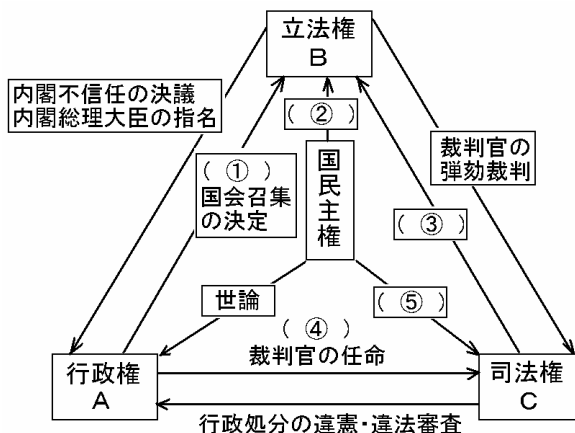 立法権
B
内閣不信任の決議
内閣総理大臣の指名
( ② )
( ① )
国会召集
の決定
国民主権
裁判官の
弾劾裁判
( ③ )
世論
( ⑤ )
( ④ )
裁判官の任命
行政権
A
司法権
C
行政処分の違憲・違法審査